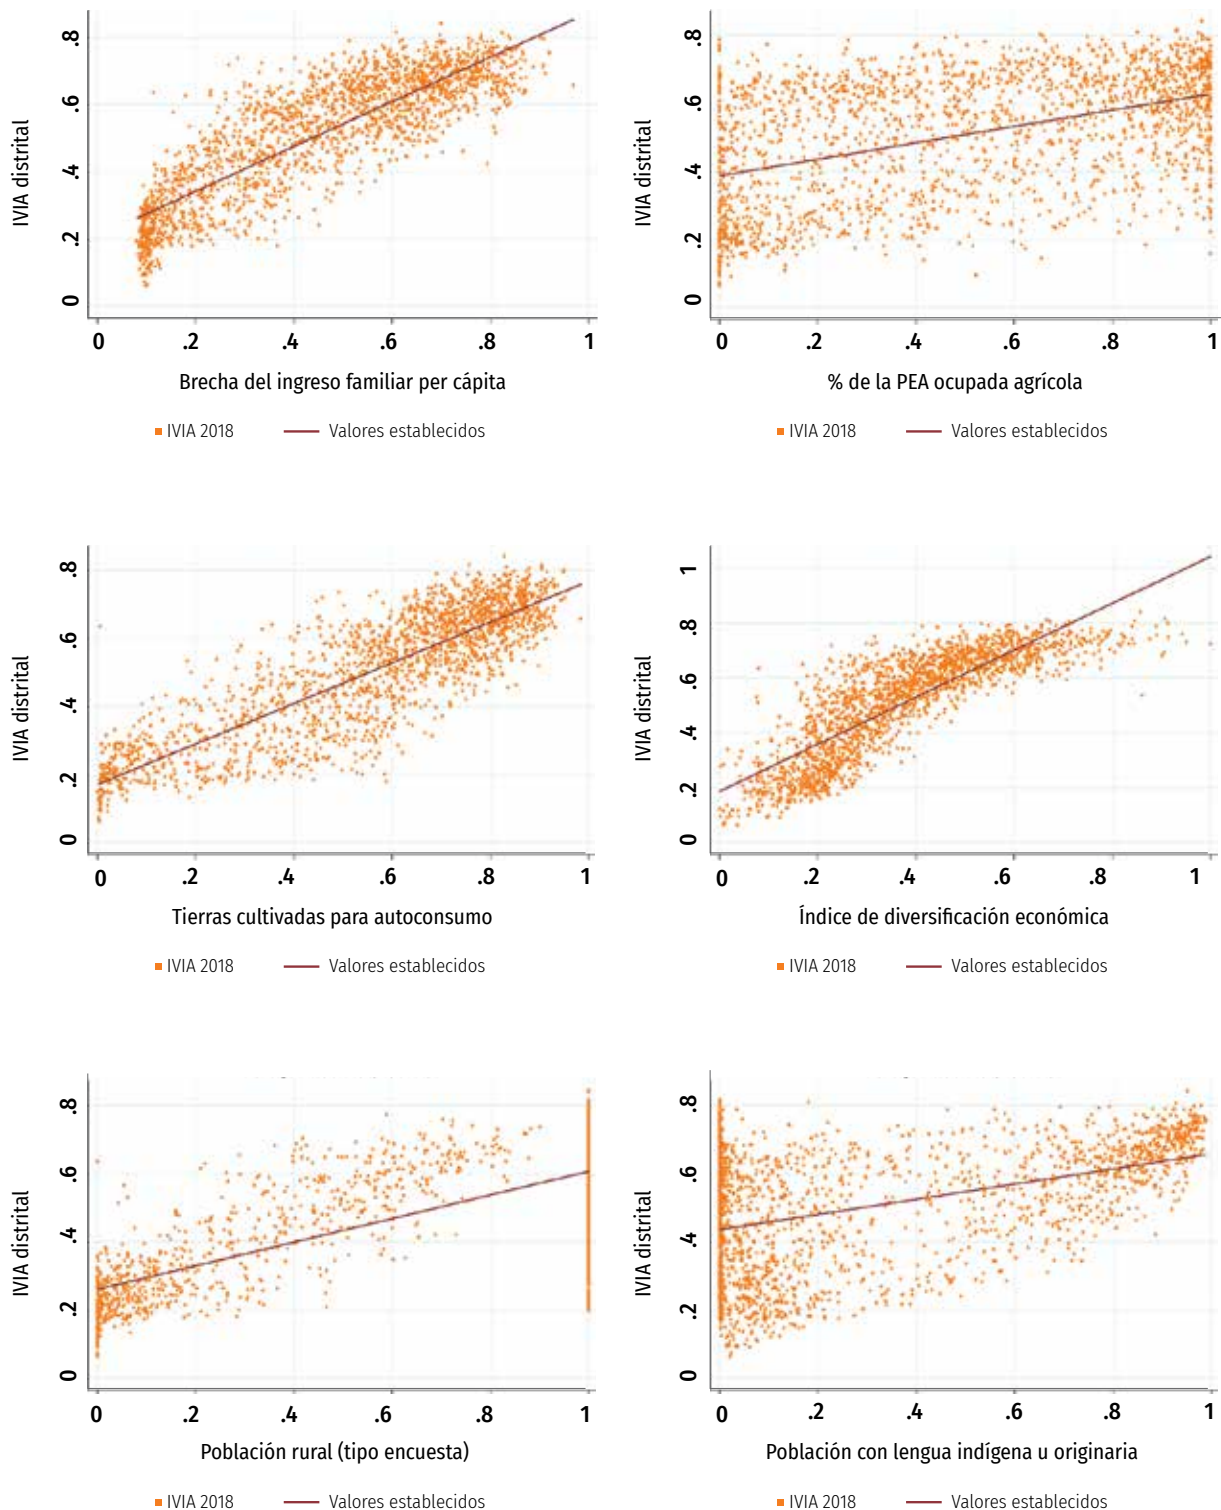 .8
.6
.4
.2
0
IVIA distrital
0 .2 .4 .6 .8 1
Brecha del ingreso familiar per cápita
IVIA 2018 Valores establecidos
.8
.6
.4
.2
0
IVIA distrital
0 .2 .4 .6 .8 1
% de la PEA ocupada agrícola
IVIA 2018 Valores establecidos
.8
.6
.4
.2
0
IVIA distrital
0 .2 .4 .6 .8 1
Tierras cultivadas para autoconsumo
IVIA 2018 Valores establecidos
1
.8
.6
.4
.2
0
IVIA distrital
0 .2 .4 .6 .8 1
Índice de diversificación económica
IVIA 2018 Valores establecidos
.8
.6
.4
.2
0
IVIA distrital
0 .2 .4 .6 .8 1
Población rural (tipo encuesta)
IVIA 2018 Valores establecidos
.8
.6
.4
.2
0
IVIA distrital
0 .2 .4 .6 .8 1
Población con lengua indígena u originaria
IVIA 2018 Valores establecidos